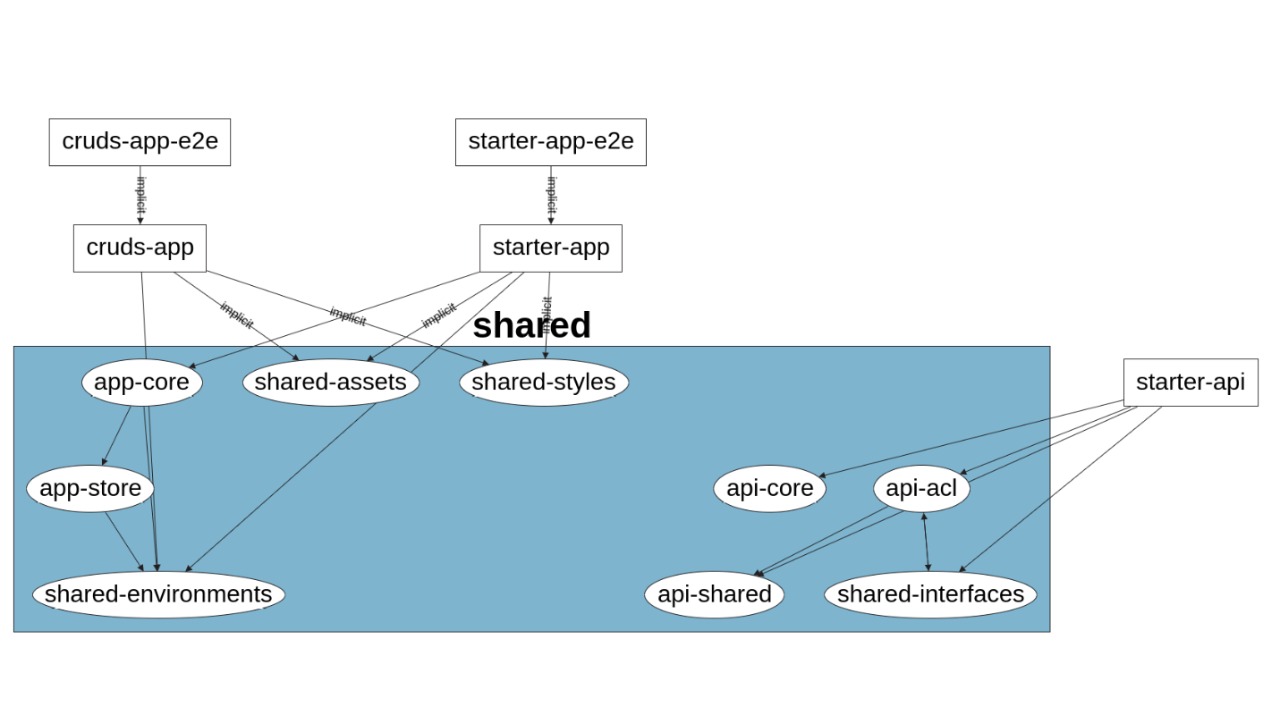 cruds-app-e2e
starter-app-e2e
implicit
implicit
cruds-app
starter-app
implicit
implicit
implicit
implicit
shared
app-core
shared-assets
shared-styles
starter-api
app-store
api-core
api-acl
shared-environments
api-shared
shared-interfaces